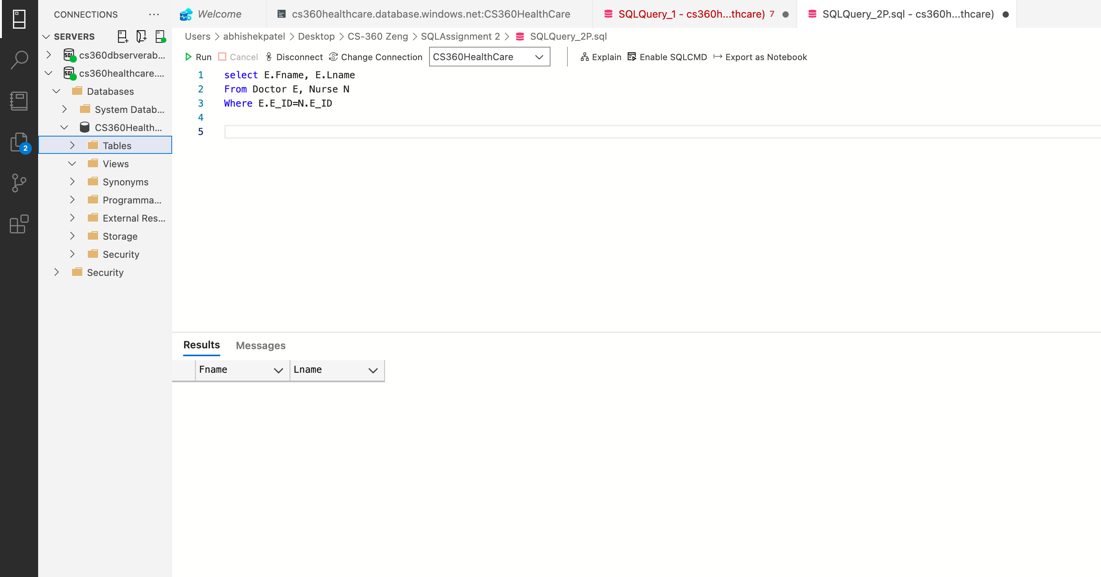 CONNECTIONS ···
Welcome
cs360healthcare.database.windows.net:CS360HealthCare
SQLQuery_1 - cs360h...thcare) 7
SQLQuery_2P.sql - cs360h...thcare)
SERVERS
cs360dbserverab...
cs360healthcare....
Databases
System Datab...
CS360Health...
Tables
Views
Synonyms
Programma...
External Res...
Storage
Security
Security
2
Users > abhishekpatel > Desktop > CS-360 Zeng > SQLAssignment 2 > SQLQuery_2P.sql
Run Cancel Disconnect Change Connection CS360HealthCare Explain Enable SQLCMD Export as Notebook
1 select E.Fname, E.Lname
2 From Doctor E, Nurse N
3 Where E.E_ID=N.E_ID
4
5
Results Messages
Fname Lname